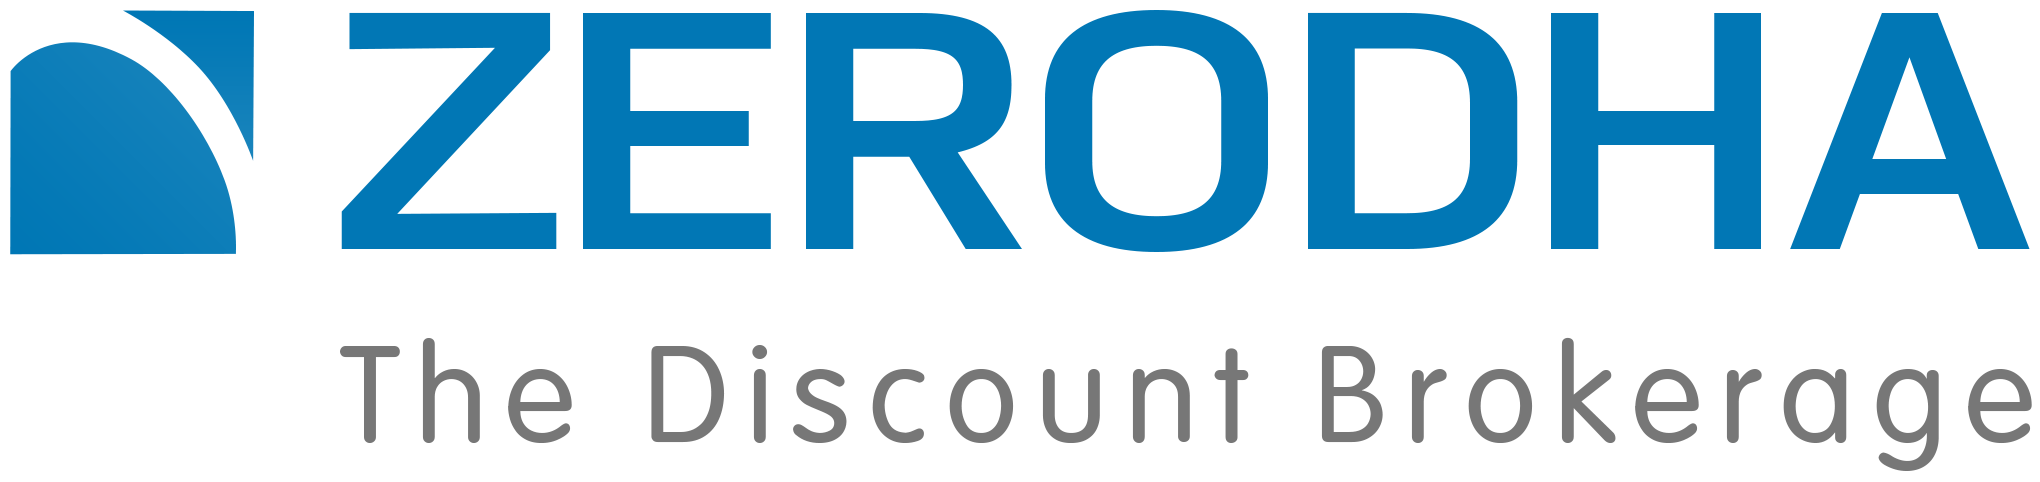 ZERODHA
The Discount Brokerage